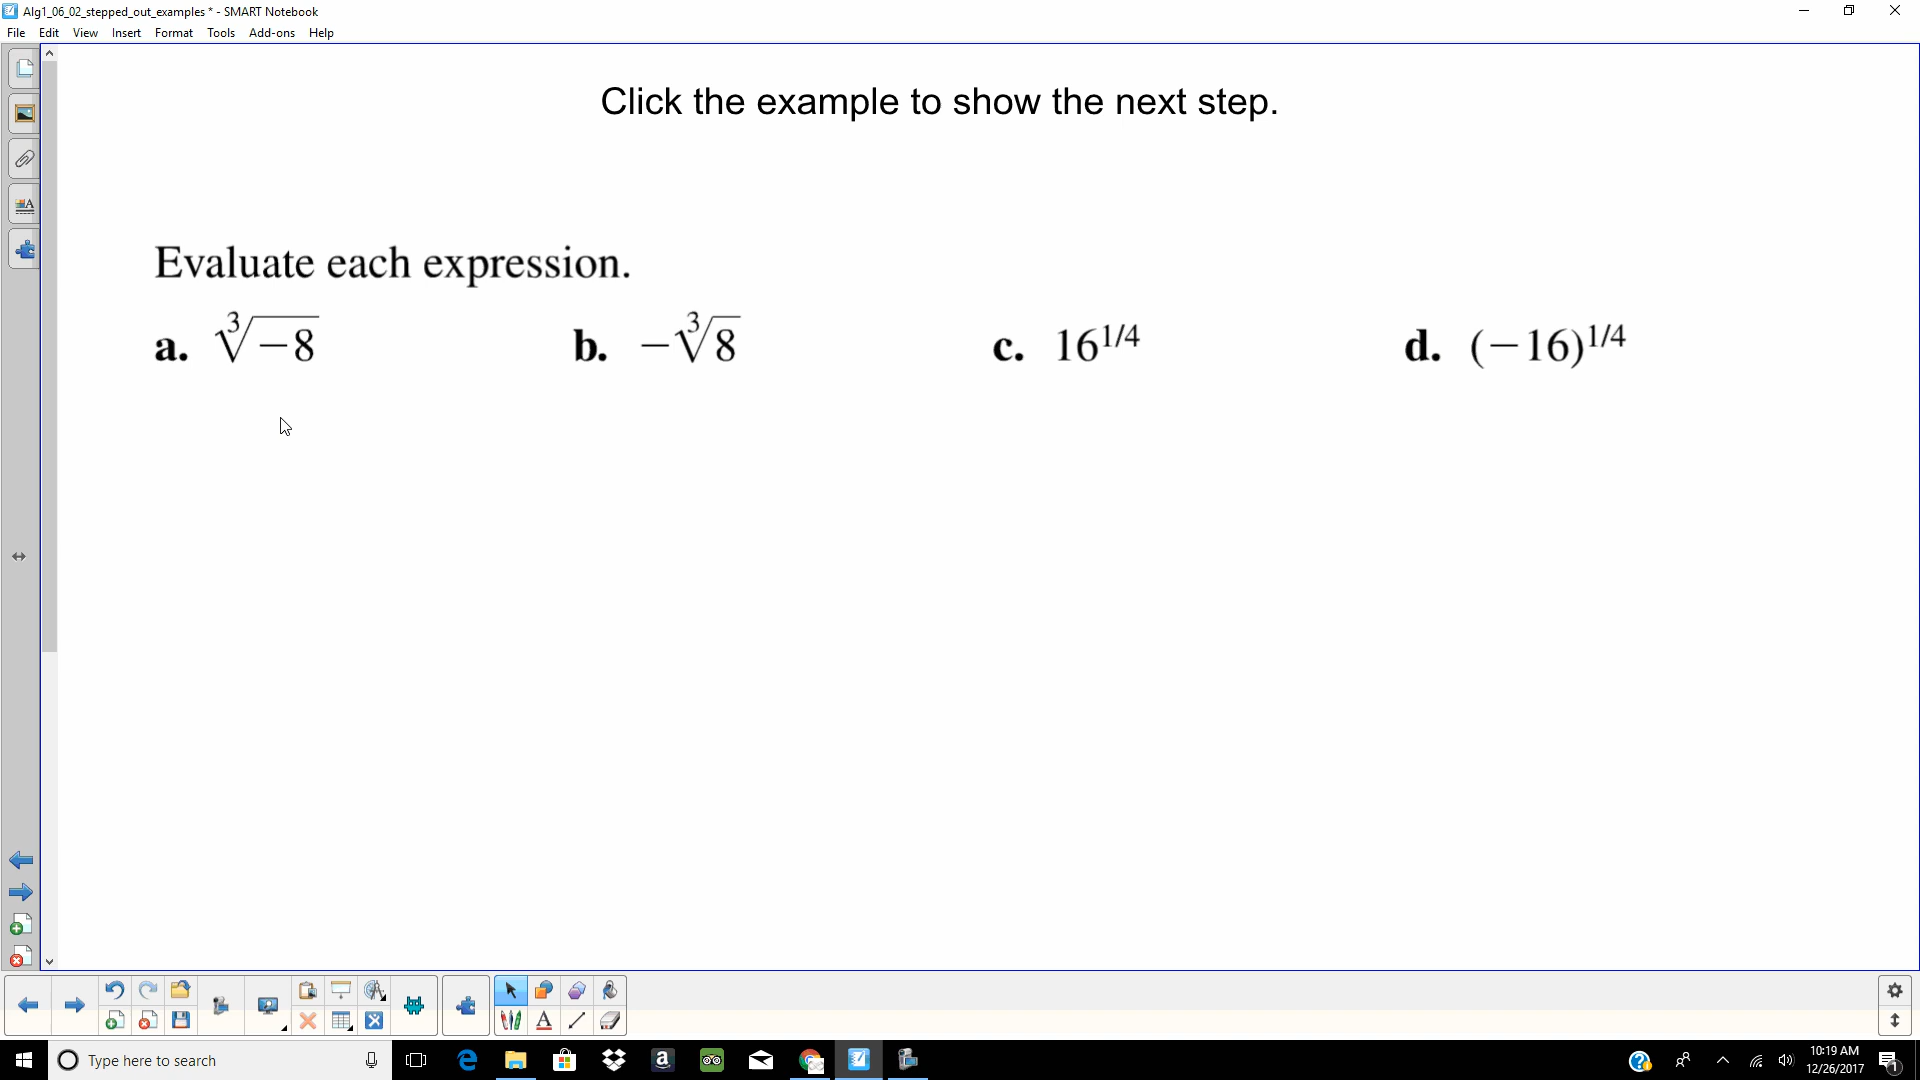 Alg1_06_02_stepped_out_examples * - SMART Notebook
File Edit View Insert Format Tools Add-ons Help
Click the example to show the next step.
Evaluate each expression.
a. ∛−8 b. −∛8 c. 16^1/4 d. (−16)^1/4
Type here to search
10:19 AM
12/26/2017
1